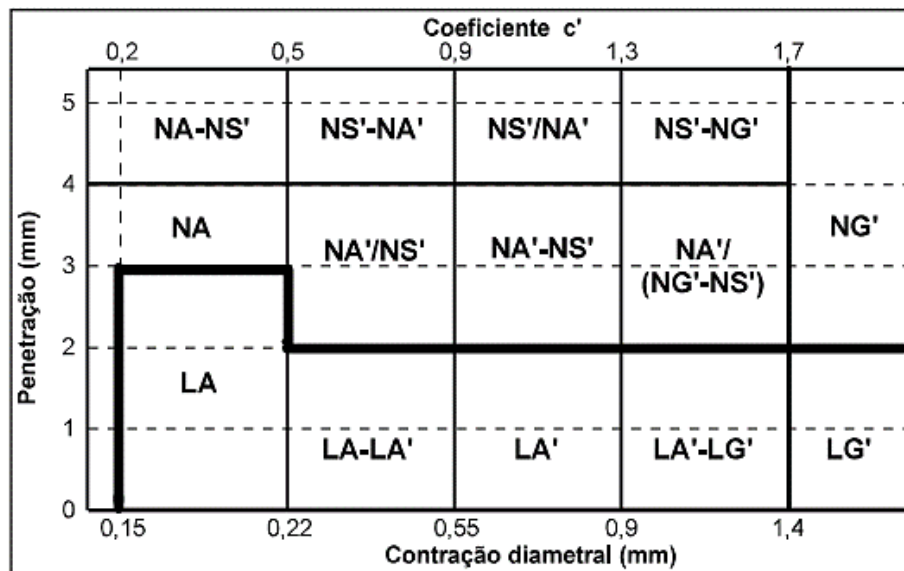 Coeficiente c'
0,2 0,5 0,9 1,3 1,7
5
NA-NS' NS'-NA' NS'/NA' NS'-NG'
4
NA NG'
NA'/NS' NA'-NS' NA'/
3
(NG'-NS')
Penetração (mm)
2
LA
1
LA-LA' LA' LA'-LG' LG'
0
0,15 0,22 0,55 0,9 1,4
Contração diametral (mm)